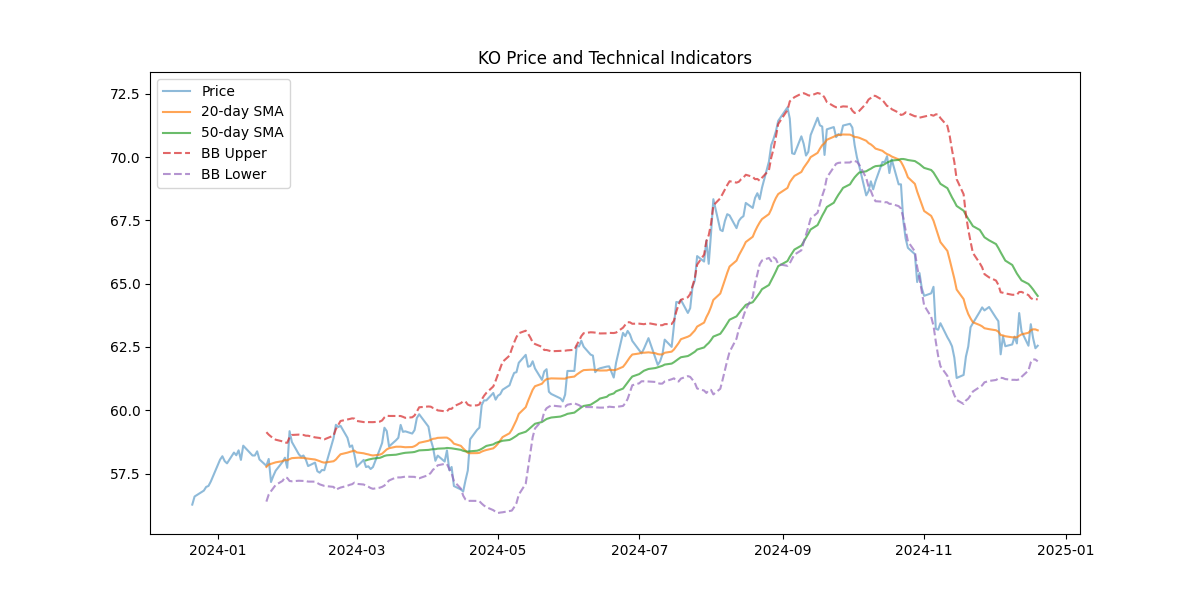 KO Price and Technical Indicators
Price
20-day SMA
50-day SMA
BB Upper
BB Lower
72.5
70.0
67.5
65.0
62.5
60.0
57.5
2024-01
2024-03
2024-05
2024-07
2024-09
2024-11
2025-01